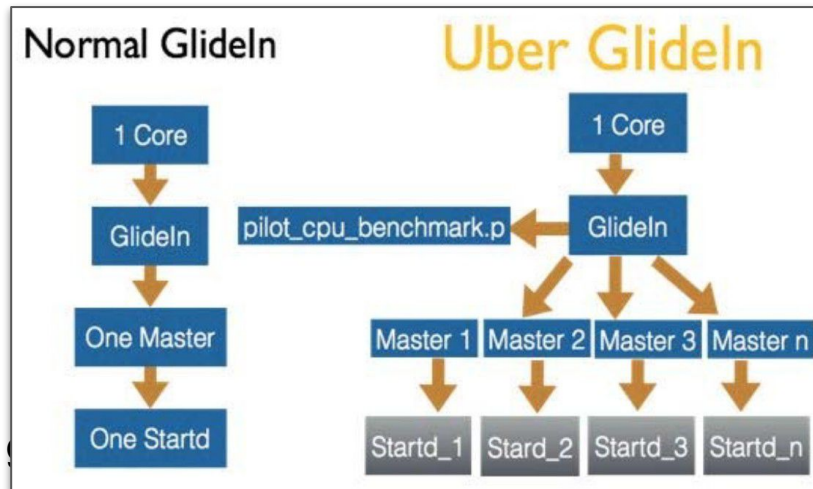 Normal GlideIn
Uber GlideIn
1 Core
GlideIn
One Master
One Startd
1 Core
pilot_cpu_benchmark.p
GlideIn
Master 1
Master 2
Master 3
Master n
Startd_1
Stard_2
Startd_3
Startd_n